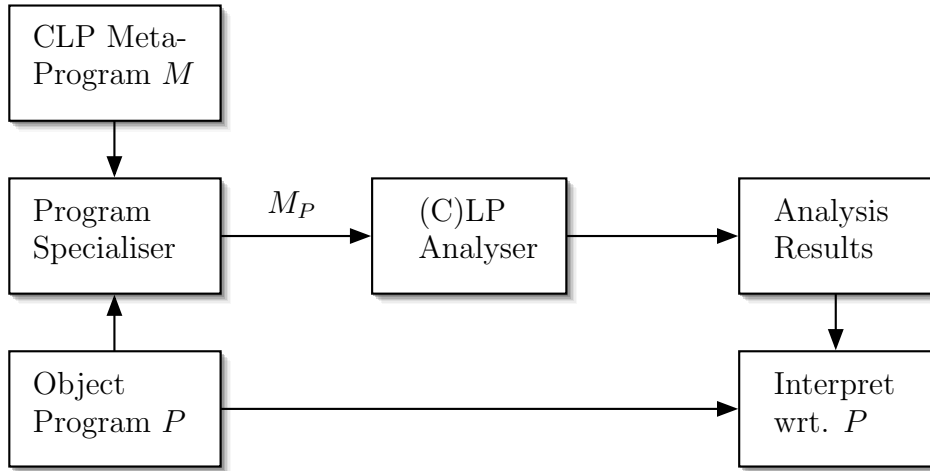 CLP Meta-
Program M
Program
Specialiser
M_P
(C)LP
Analyser
Analysis
Results
Object
Program P
Interpret
wrt. P